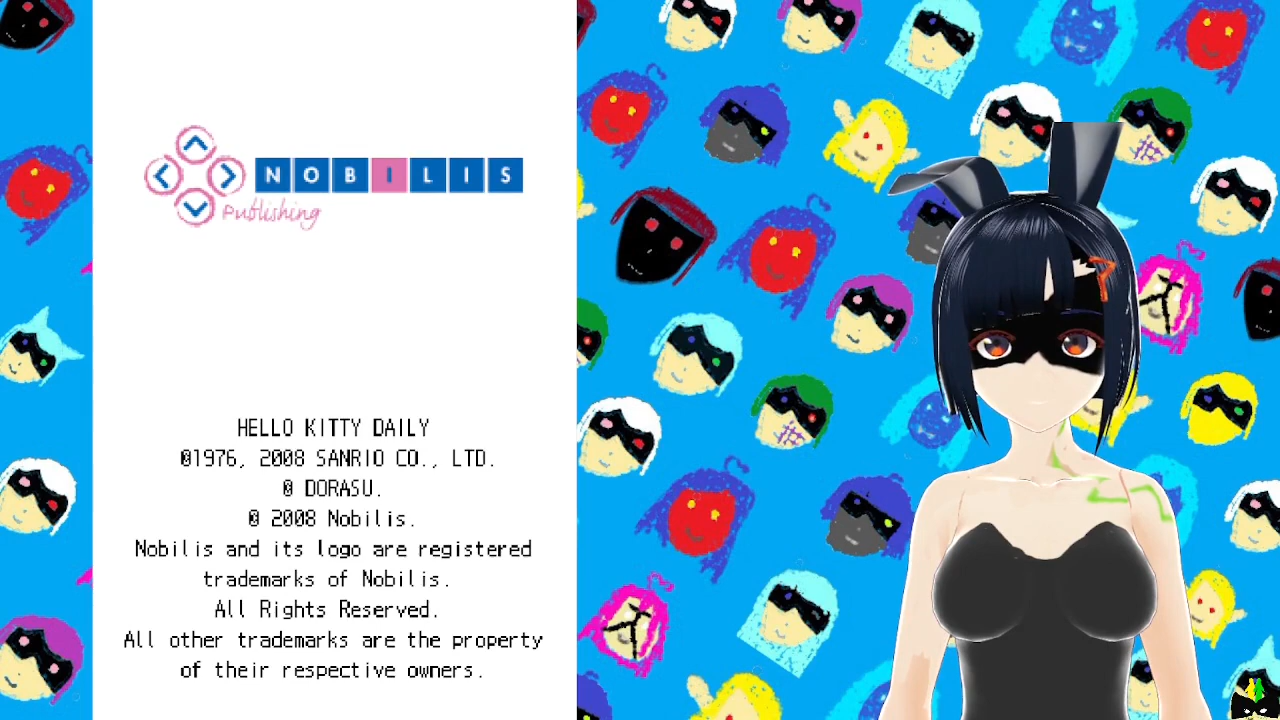 NOBILIS
Publishing
HELLO KITTY DAILY
©1976, 2008 SANRIO CO., LTD.
© DORASU.
© 2008 Nobilis.
Nobilis and its logo are registered
trademarks of Nobilis.
All Rights Reserved.
All other trademarks are the property
of their respective owners.